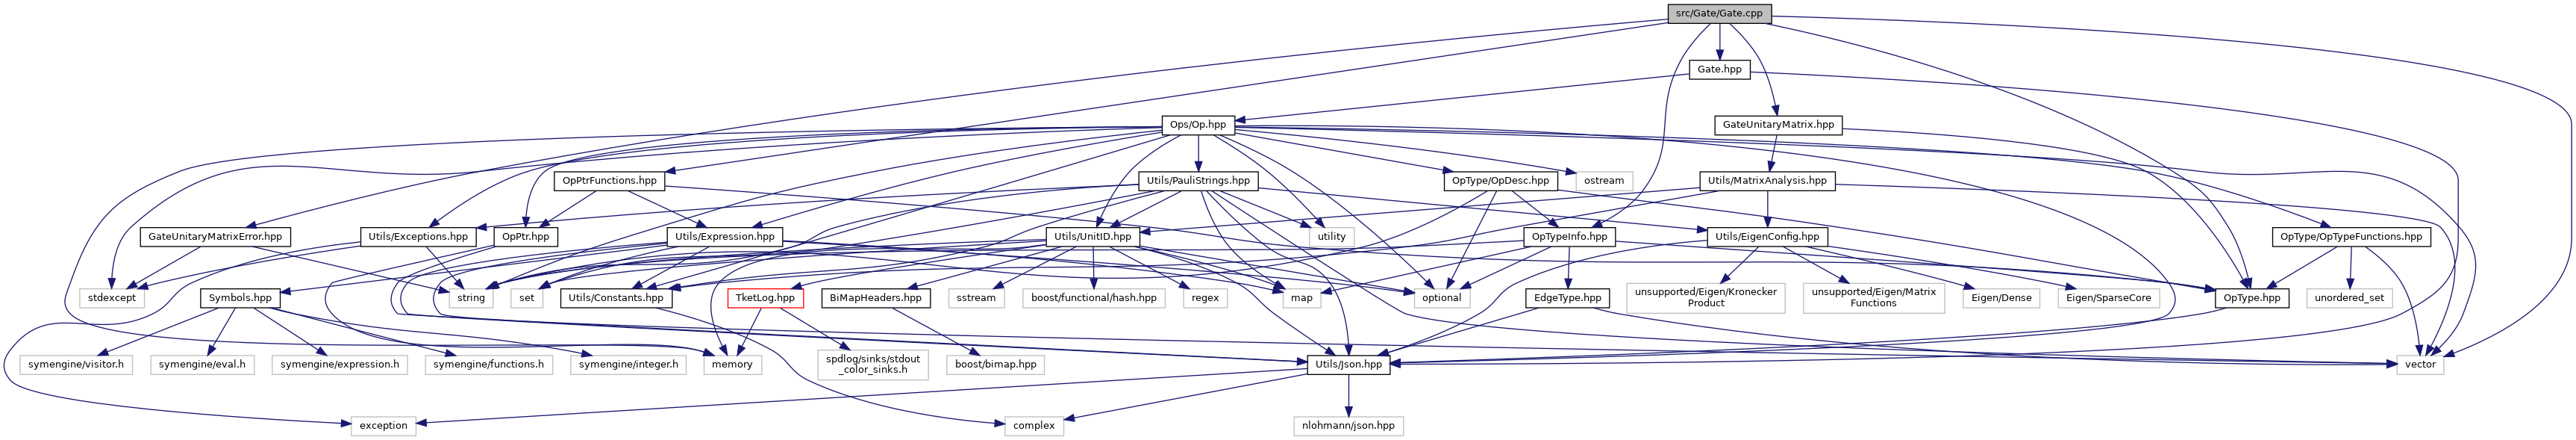 src/Gate/Gate.cpp
Gate.hpp
Ops/Op.hpp
GateUnitaryMatrix.hpp
OpPtrFunctions.hpp
Utils/PauliStrings.hpp
OpType/OpDesc.hpp
ostream
Utils/MatrixAnalysis.hpp
GateUnitaryMatrixError.hpp
Utils/Exceptions.hpp
OpPtr.hpp
Utils/Expression.hpp
Utils/UnitID.hpp
utility
OpTypeInfo.hpp
Utils/EigenConfig.hpp
OpType/OpTypeFunctions.hpp
stdexcept
Symbols.hpp
string
set
Utils/Constants.hpp
TketLog.hpp
BiMapHeaders.hpp
sstream
boost/functional/hash.hpp
regex
map
optional
EdgeType.hpp
unsupported/Eigen/Kronecker
Product
unsupported/Eigen/Matrix
Functions
Eigen/Dense
Eigen/SparseCore
OpType.hpp
unordered_set
symengine/visitor.h
symengine/eval.h
symengine/expression.h
symengine/functions.h
symengine/integer.h
memory
spdlog/sinks/stdout
_color_sinks.h
boost/bimap.hpp
Utils/Json.hpp
vector
exception
complex
nlohmann/json.hpp